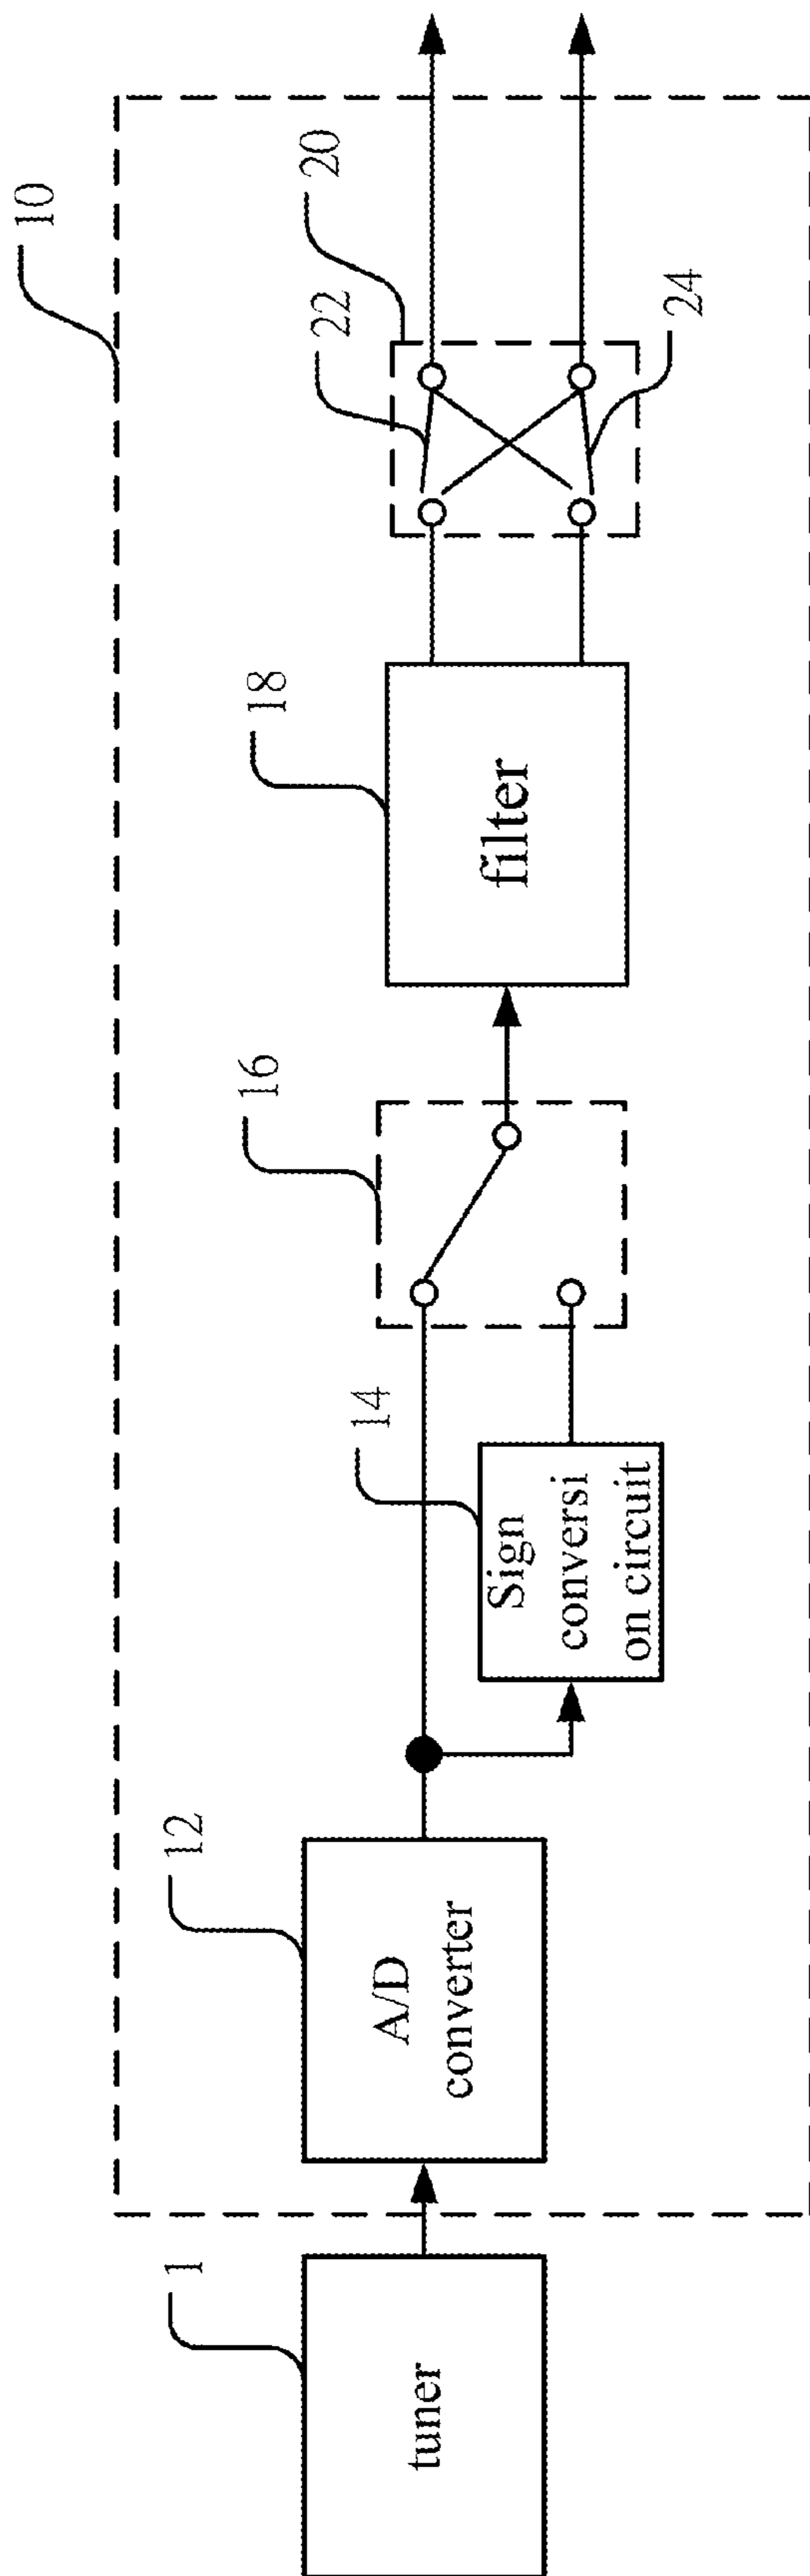 10
20
22
24
18
filter
16
14
Sign
conversi
on circuit
12
A/D
converter
1
tuner